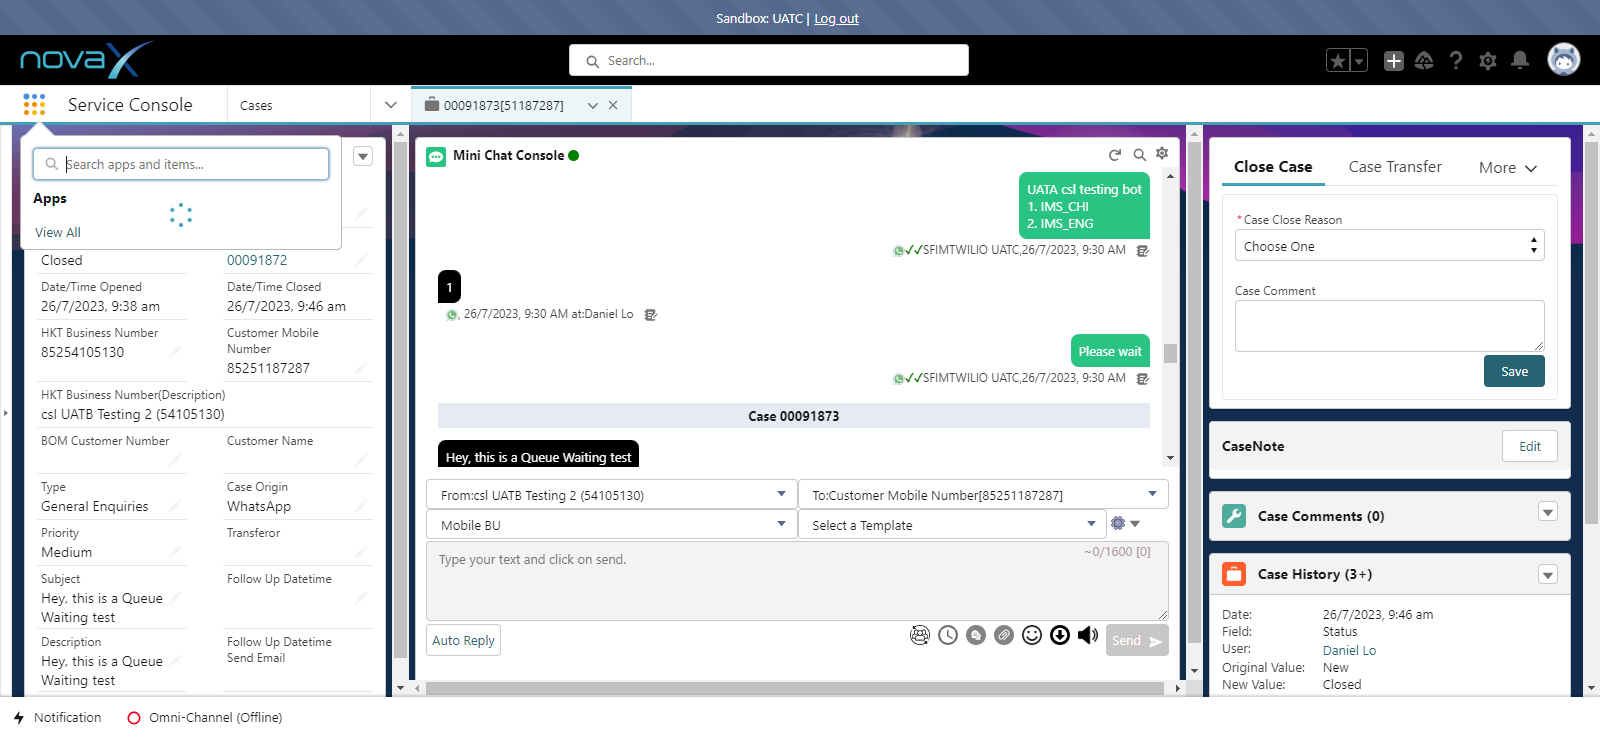 Sandbox: UATC | Log out
novaX
Search...
Service Console
Cases
00091873[51187287]
Search apps and items...
Apps
View All
Closed
00091872
Date/Time Opened
26/7/2023, 9:38 am
Date/Time Closed
26/7/2023, 9:46 am
HKT Business Number
85254105130
Customer Mobile
Number
85251187287
HKT Business Number(Description)
csl UATB Testing 2 (54105130)
BOM Customer Number
Customer Name
Type
General Enquiries
Case Origin
WhatsApp
Priority
Medium
Transferor
Subject
Hey, this is a Queue
Waiting test
Follow Up Datetime
Description
Hey, this is a Queue
Waiting test
Follow Up Datetime
Send Email
Mini Chat Console
UATA csl testing bot
1. IMS_CHI
2. IMS_ENG
SFIMTWILIO UATC,26/7/2023, 9:30 AM
1
, 26/7/2023, 9:30 AM at:Daniel Lo
Please wait
SFIMTWILIO UATC,26/7/2023, 9:30 AM
Case 00091873
Hey, this is a Queue Waiting test
From:csl UATB Testing 2 (54105130)
To:Customer Mobile Number[85251187287]
Mobile BU
Select a Template
Type your text and click on send.
~0/1600 [0]
Auto Reply
Send
Close Case
Case Transfer
More
*Case Close Reason
Choose One
Case Comment
Save
CaseNote
Edit
Case Comments (0)
Case History (3+)
Date: 26/7/2023, 9:46 am
Field: Status
User: Daniel Lo
Original Value: New
New Value: Closed
Notification
Omni-Channel (Offline)